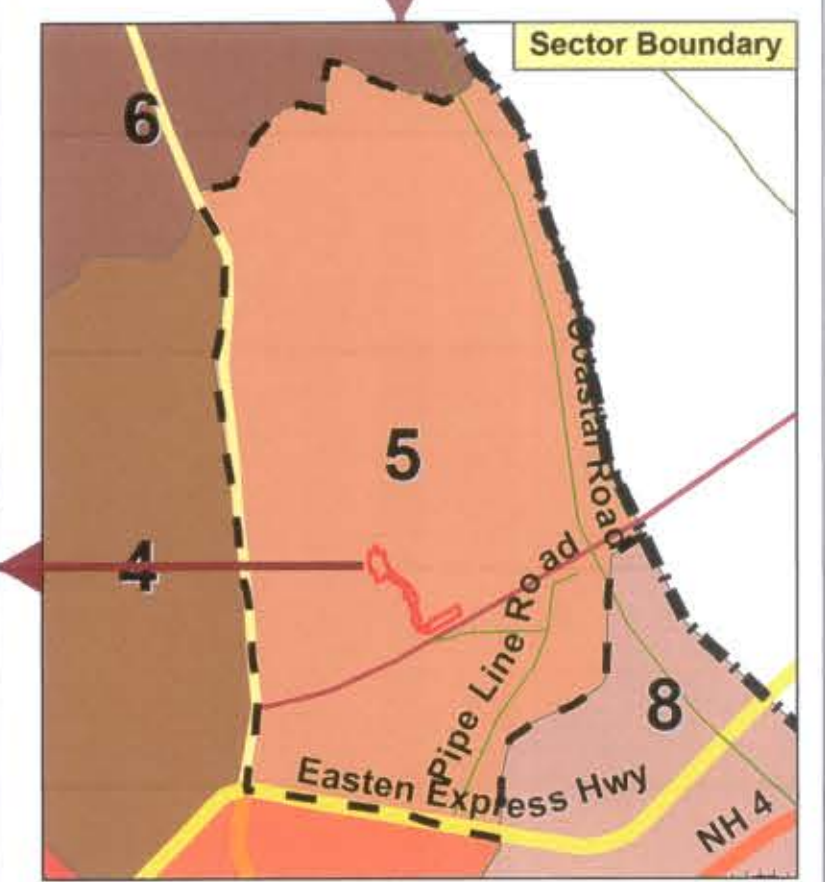 Sector Boundary
6
Coastal Road
5
4
Pipe Line Road
8
Easten Express Hwy
NH 4